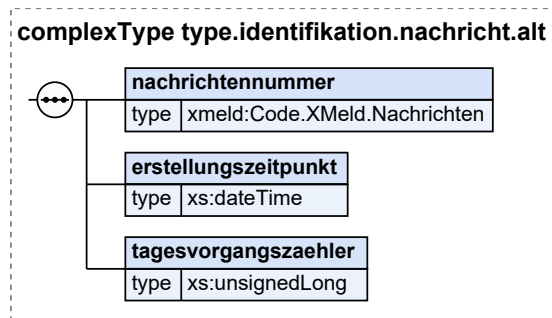 complexType type.identifikation.nachricht.alt
nachrichtennummer
type xmeld:Code.XMeld.Nachrichten
erstellungszeitpunkt
type xs:dateTime
tagesvorgangszaehler
type xs:unsignedLong